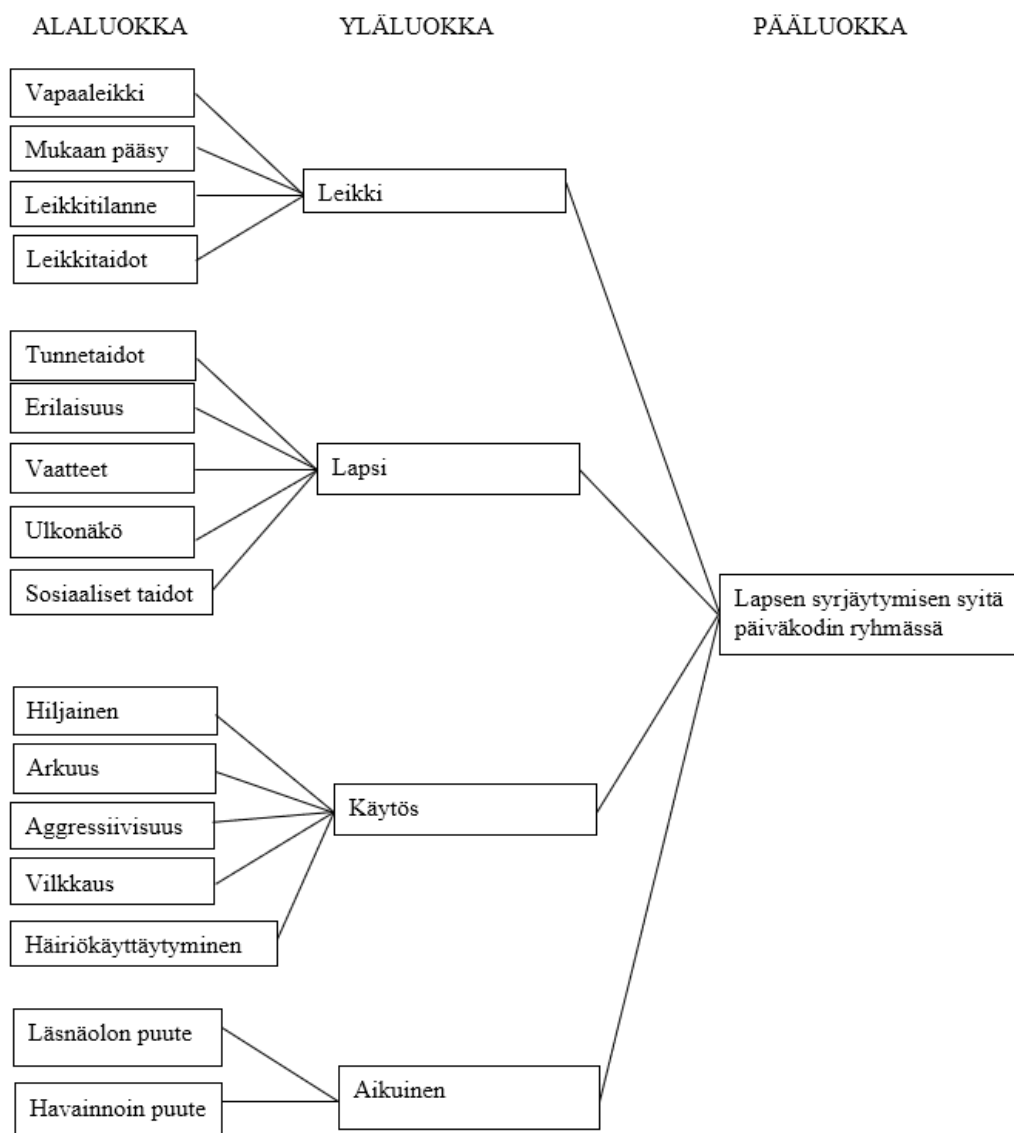 ALALUOKKA YLÄLUOKKA PÄÄLUOKKA
Vapaaleikki
Mukaan pääsy
Leikkitilanne
Leikkitaidot
Leikki
Tunnetaidot
Erilaisuus
Vaatteet
Ulkonäkö
Sosiaaliset taidot
Lapsi
Hiljainen
Arkuus
Aggressiivisuus
Vilkkaus
Häiriökäyttäytyminen
Käytös
Läsnäolon puute
Havainnoin puute
Aikuinen
Lapsen syrjäytymisen syitä
päiväkodin ryhmässä